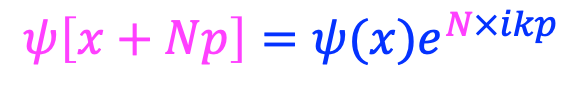 ψ[x + Np] = ψ(x)e^{N×ikp}